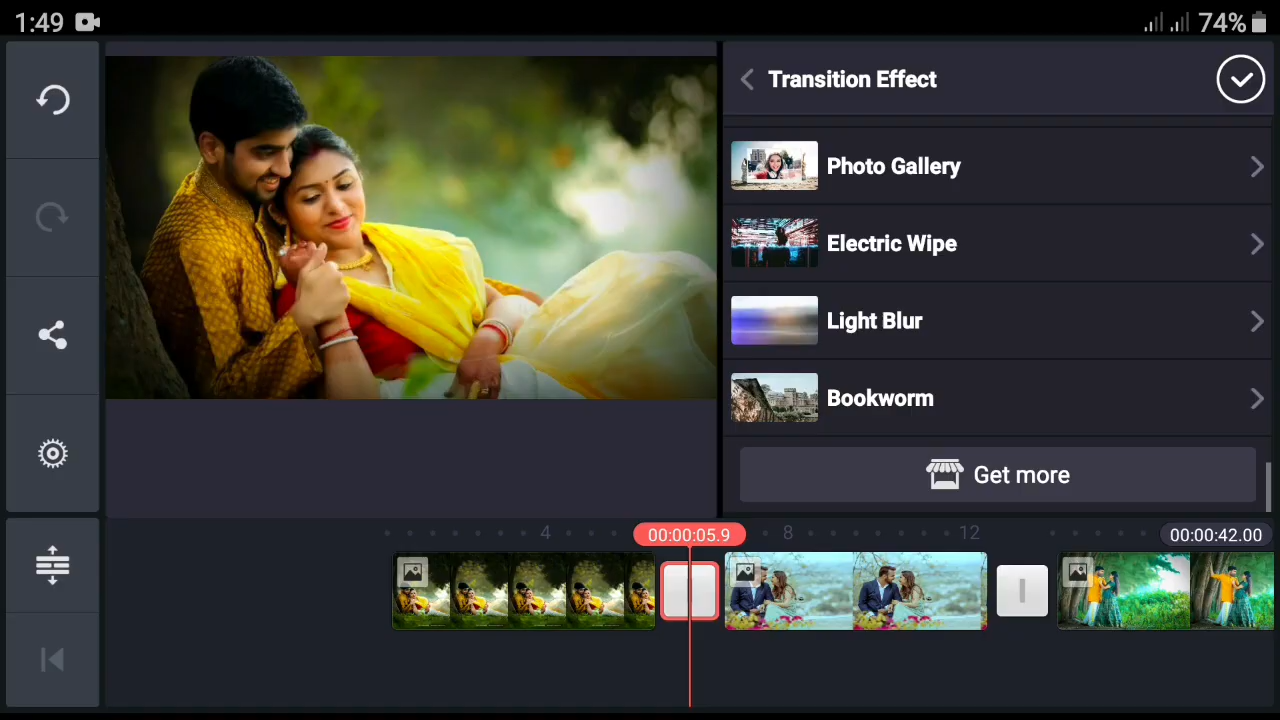 1:49
74%
Transition Effect
Photo Gallery
Electric Wipe
Light Blur
Bookworm
Get more
4
00:00:05.9
8
12
00:00:42.00